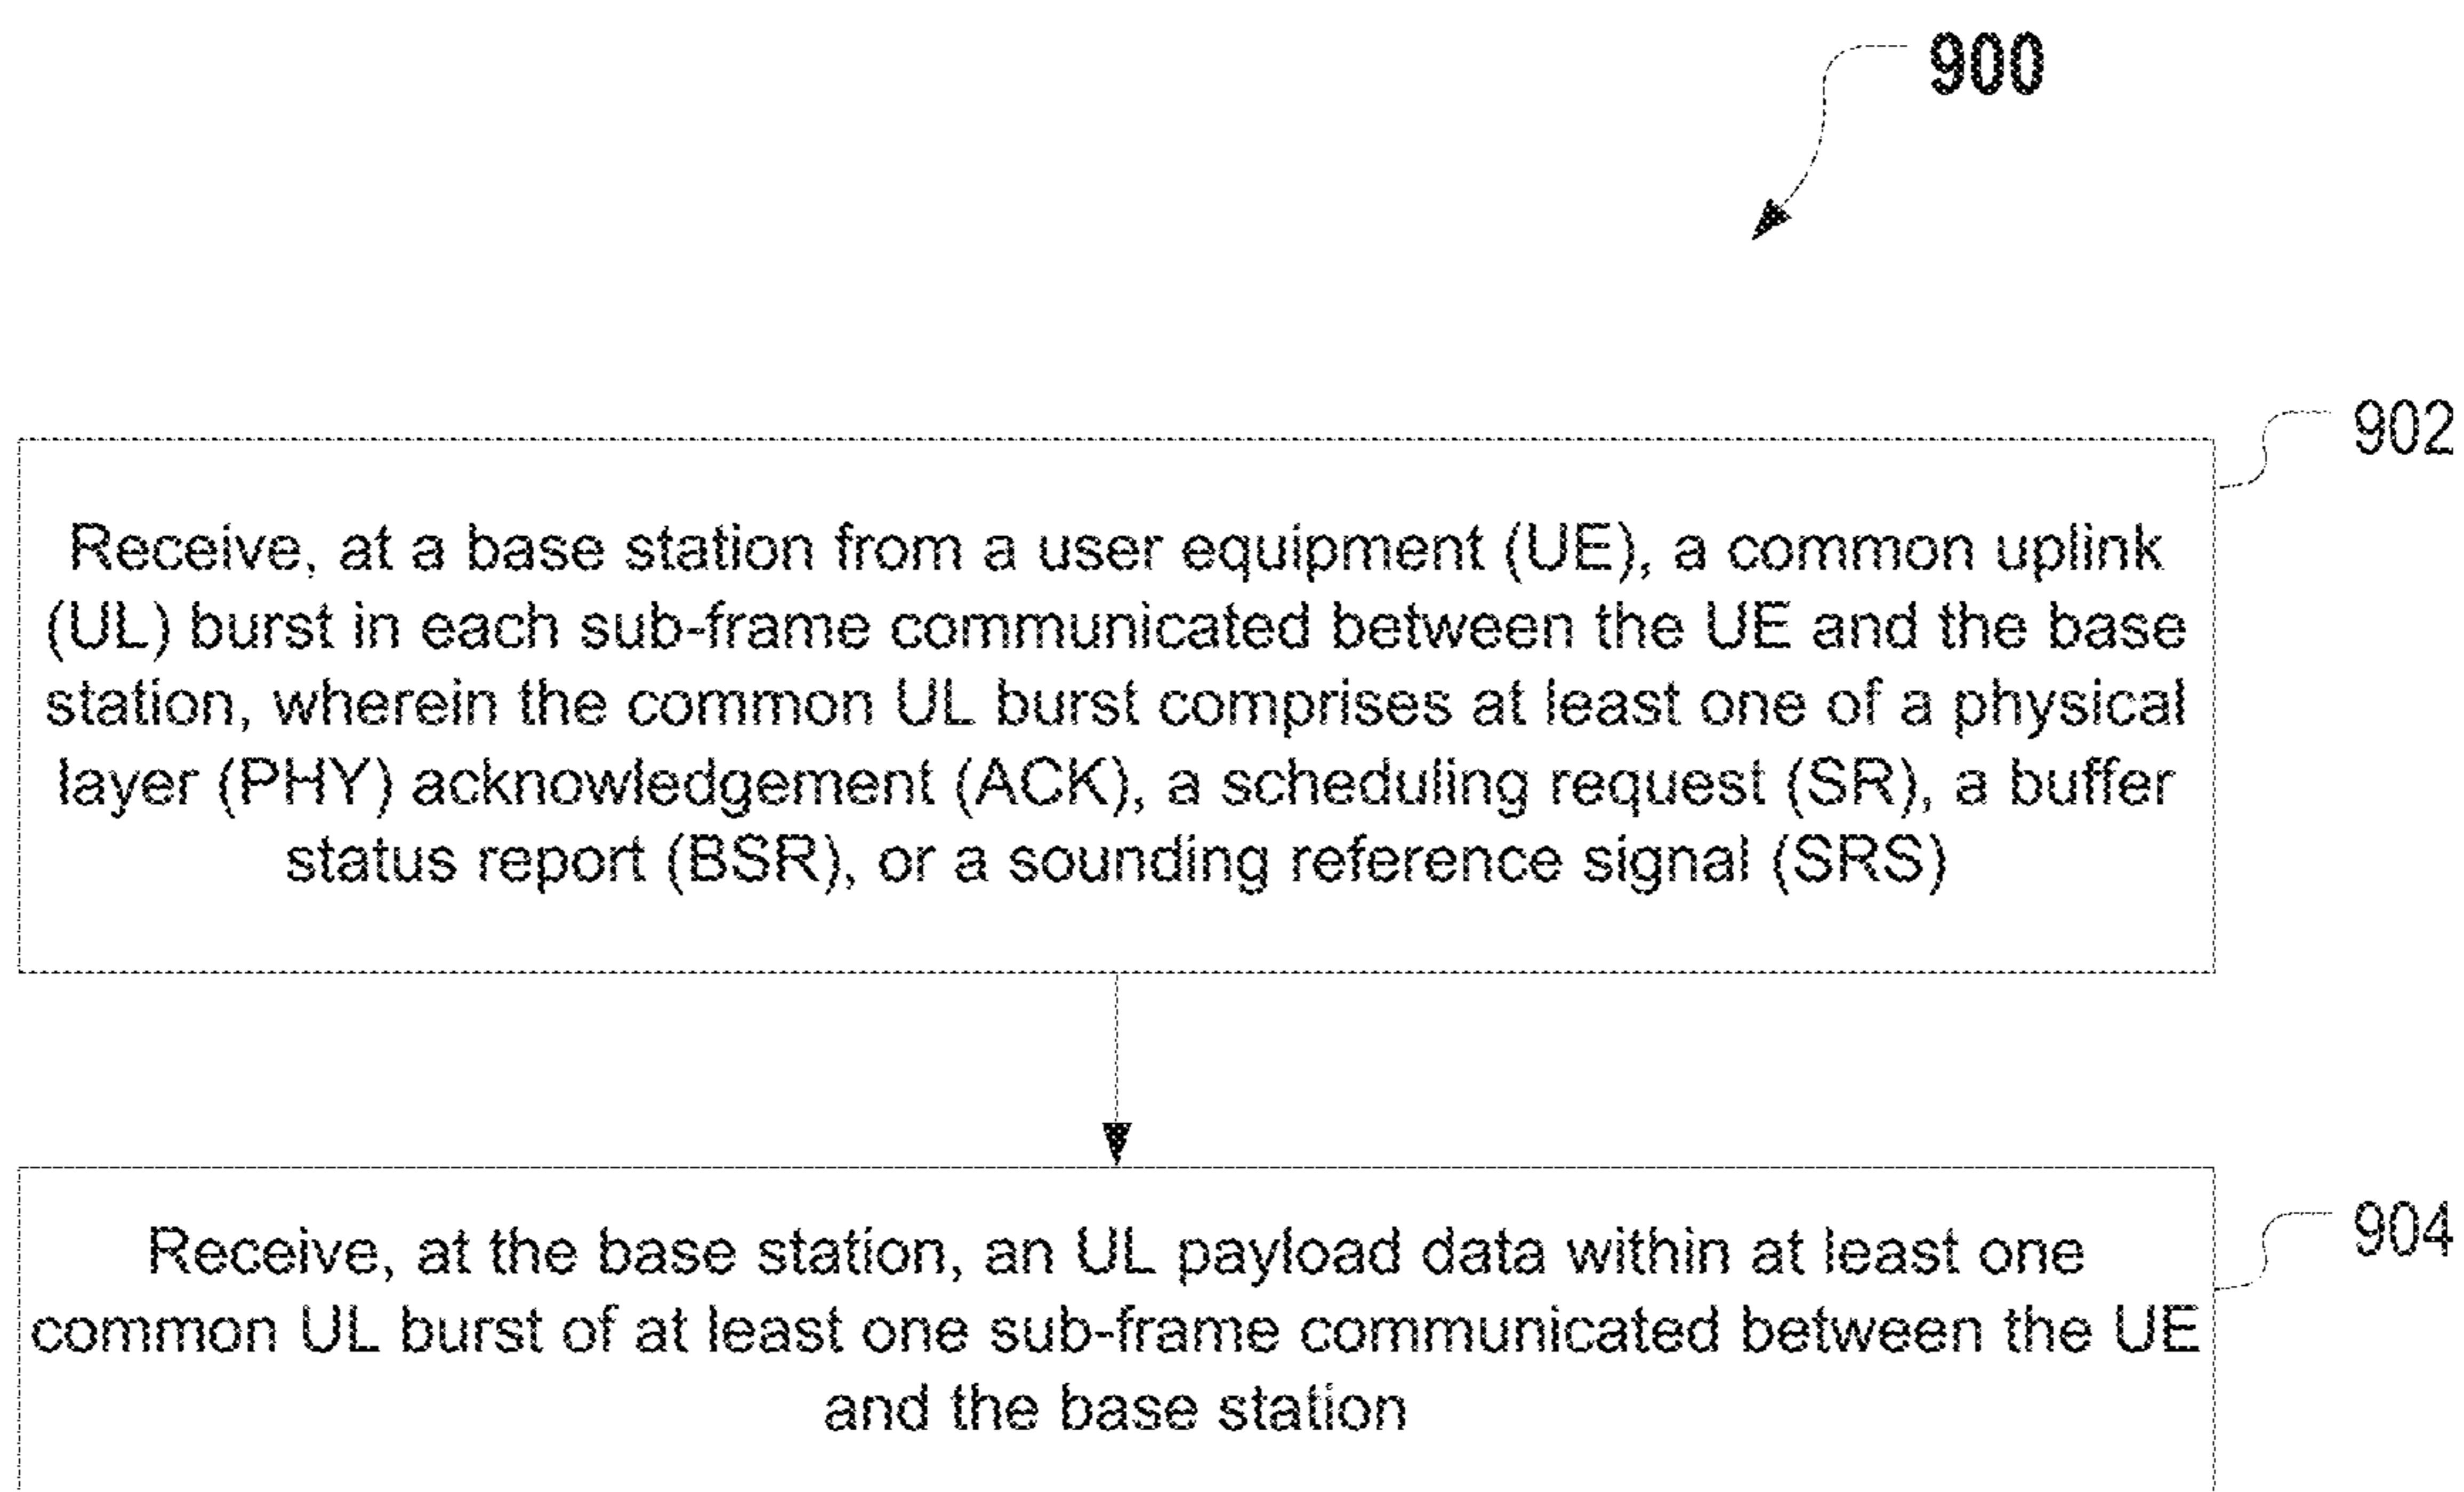 900
902
Receive, at a base station from a user equipment (UE), a common uplink
(UL) burst in each sub-frame communicated between the UE and the base
station, wherein the common UL burst comprises at least one of a physical
layer (PHY) acknowledgement (ACK), a scheduling request (SR), a buffer
status report (BSR), or a sounding reference signal (SRS)
904
Receive, at the base station, an UL payload data within at least one
common UL burst of at least one sub-frame communicated between the UE
and the base station